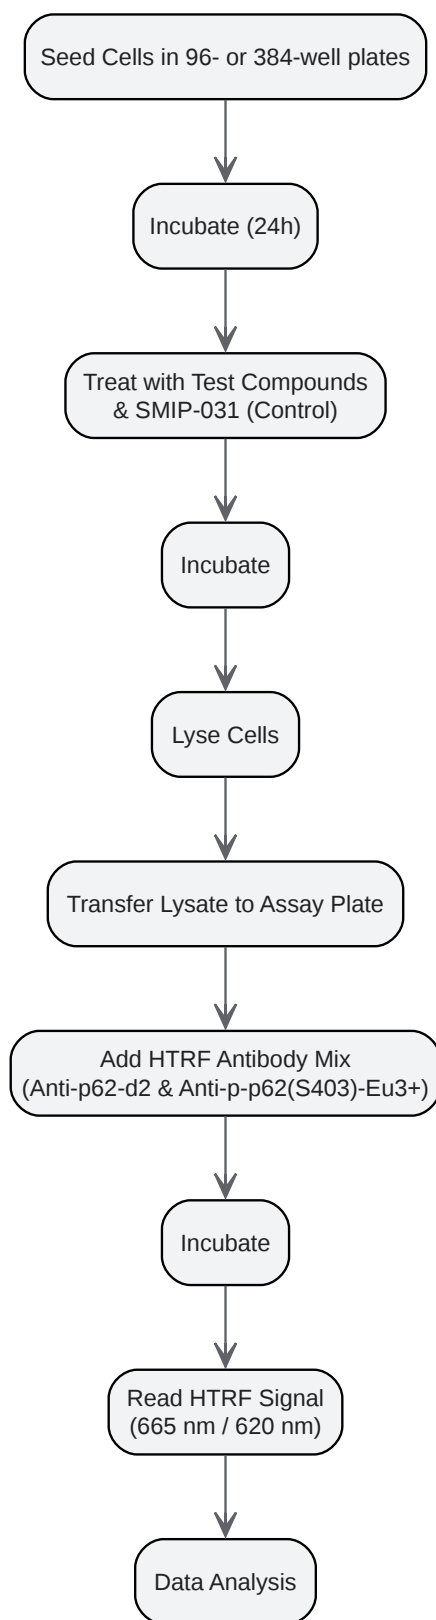 Seed Cells in 96- or 384-well plates
Incubate (24h)
Treat with Test Compounds
& SMIP-031 (Control)
Incubate
Lyse Cells
Transfer Lysate to Assay Plate
Add HTRF Antibody Mix
(Anti-p62-d2 & Anti-p-p62(S403)-Eu3+)
Incubate
Read HTRF Signal
(665 nm / 620 nm)
Data Analysis